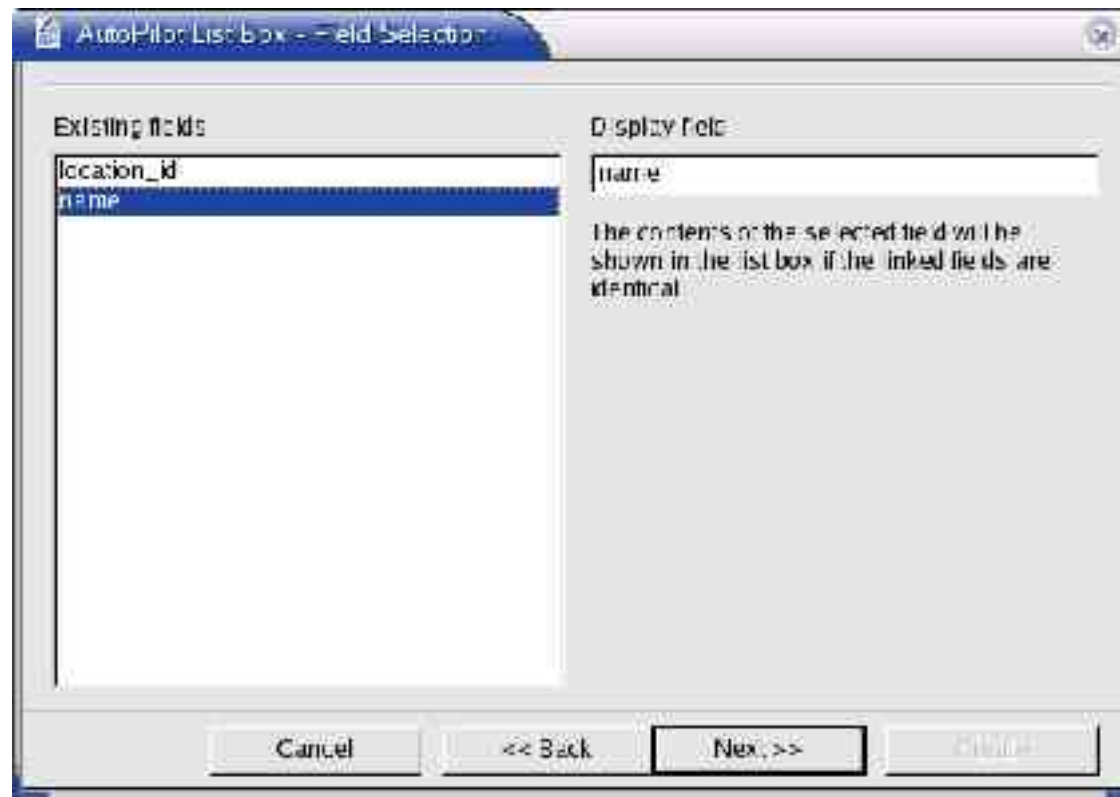 AutoPilot List Box - Field Selection
Existing fields
location_id
name
Display field
name
The contents of the selected field will be
shown in the list box if the linked fields are
identical
Cancel
<< Back
Next >>